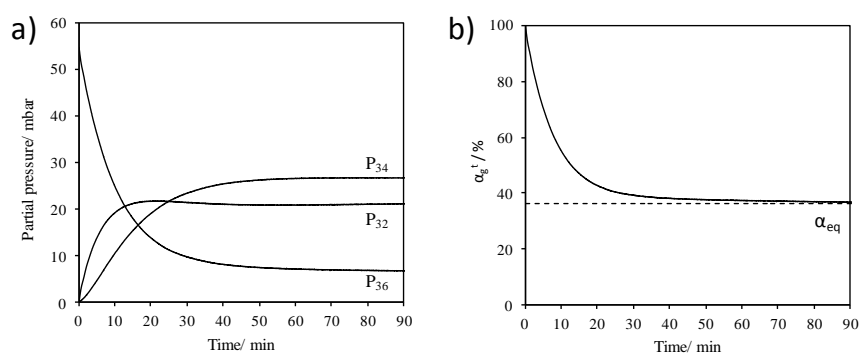 a)
Partial pressure/ mbar
60
50
40
30
20
10
0
P₃₄
P₃₂
P₃₆
0 10 20 30 40 50 60 70 80 90
Time/ min
b)
α_g^t / %
100
80
60
40
20
0
α_eq
0 10 20 30 40 50 60 70 80 90
Time/ min